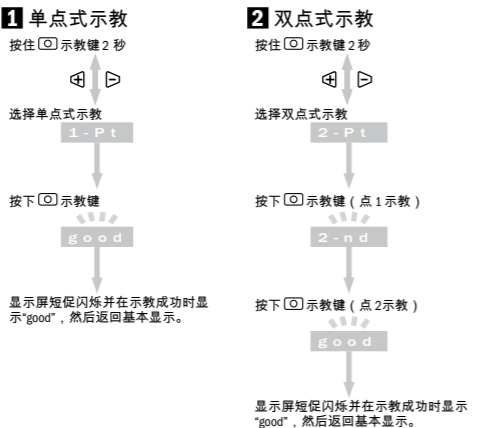 1 单点式示教
按住 示教键2 秒
选择单点式示教
1-Pt
按下 示教键
good
显示屏短促闪烁并在示教成功时显
示“good”，然后返回基本显示。
2 双点式示教
按住 示教键2 秒
选择双点式示教
2-Pt
按下 示教键 ( 点 1 示教 )
2-nd
按下 示教键 ( 点 2示教 )
good
显示屏短促闪烁并在示教成功时显示
“good”，然后返回基本显示。